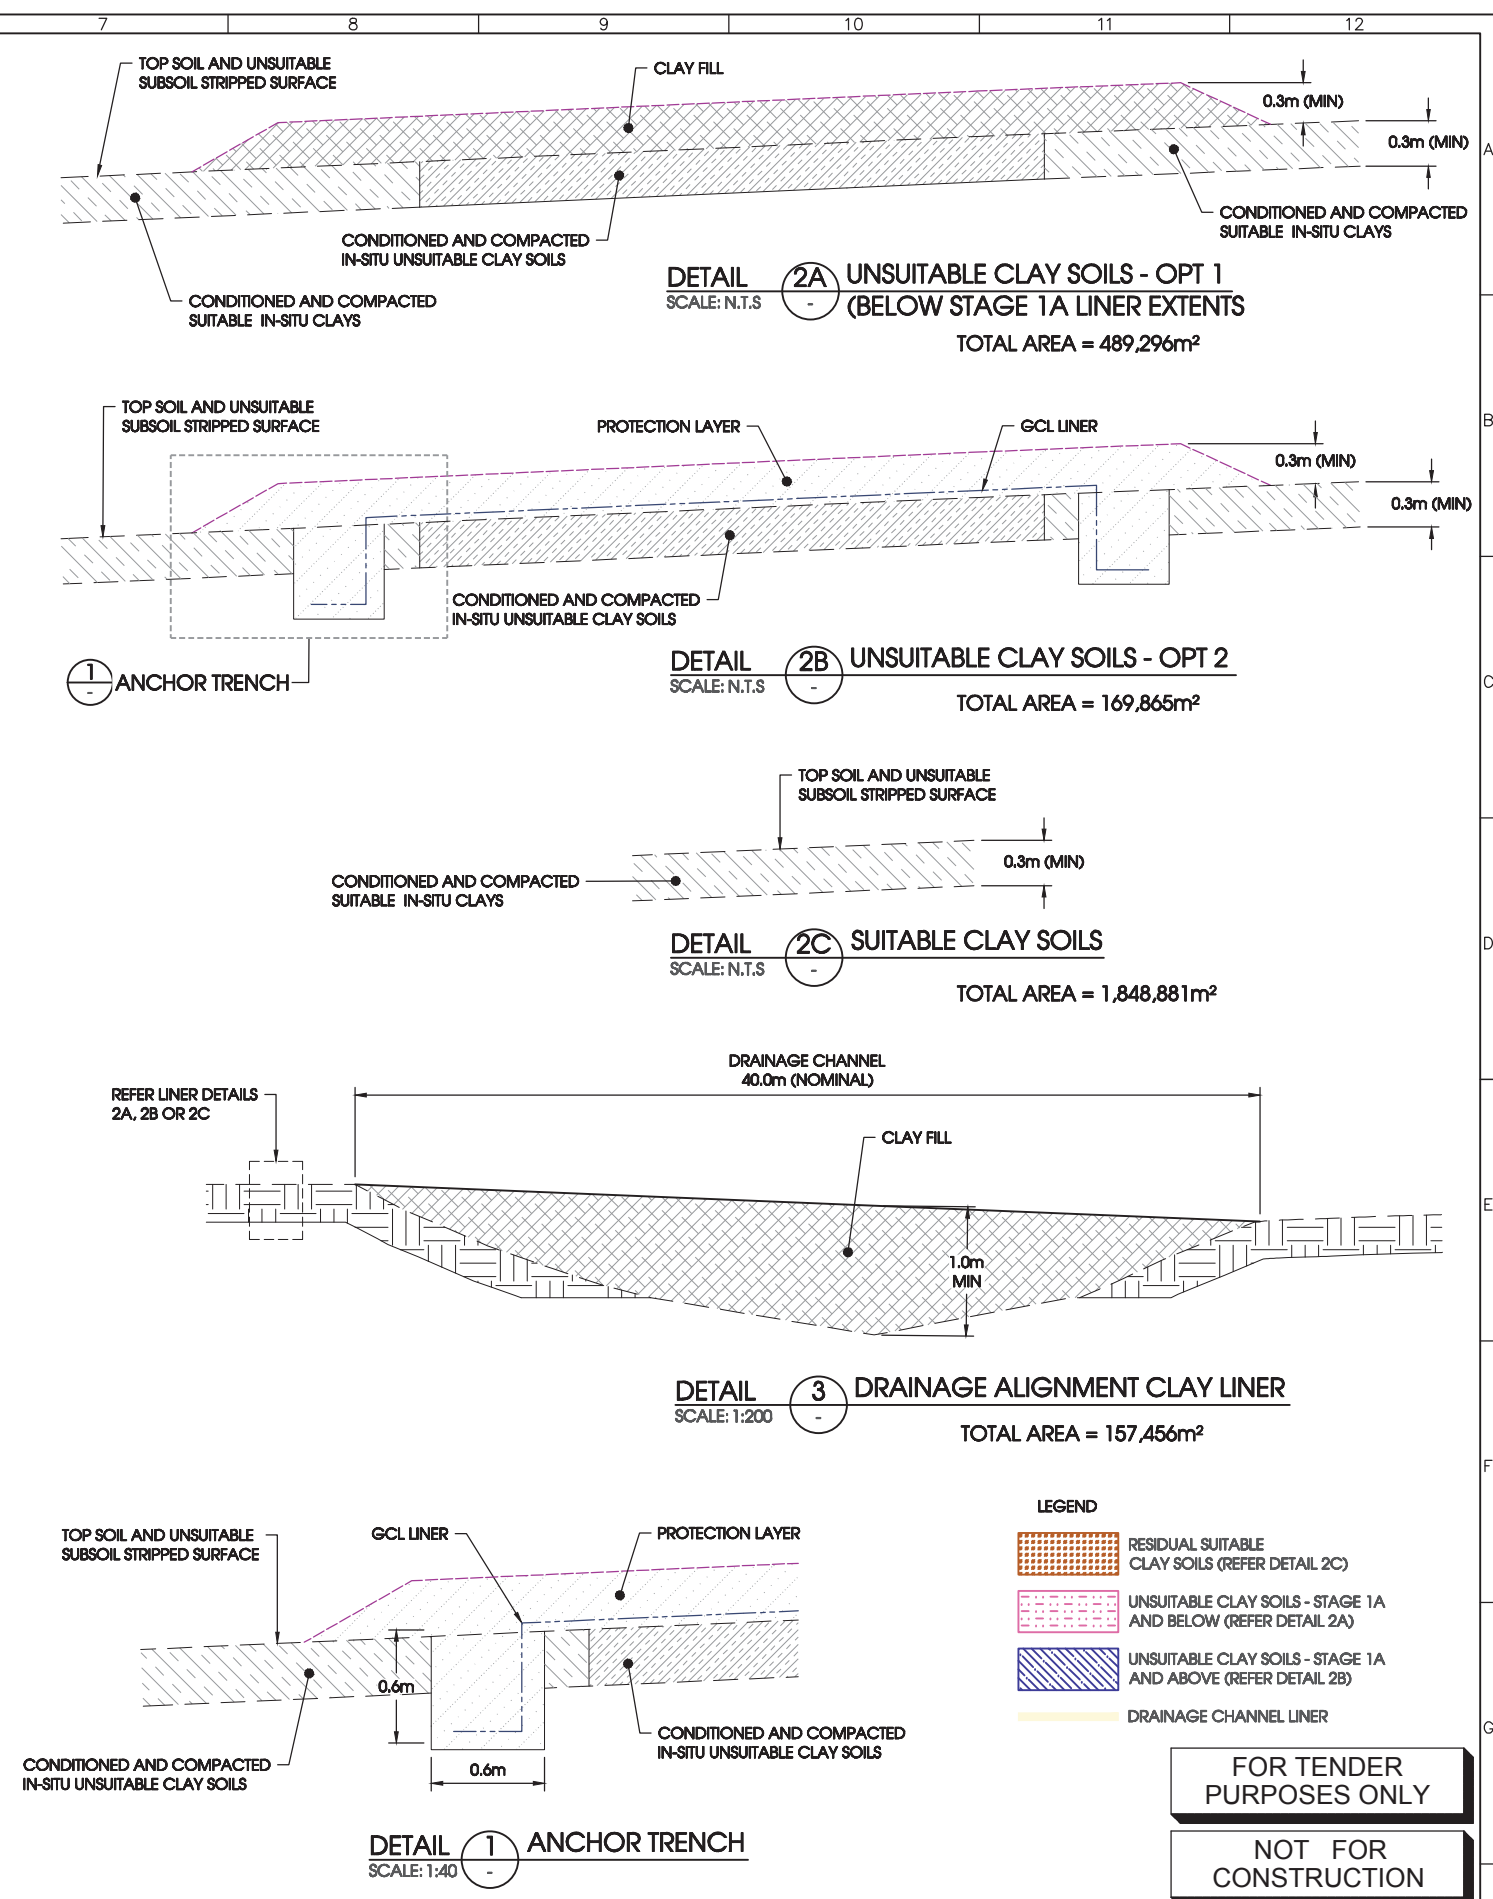 7 8 9 10 11 12
TOP SOIL AND UNSUITABLE
SUBSOIL STRIPPED SURFACE
CLAY FILL
0.3m (MIN)
0.3m (MIN)
A
CONDITIONED AND COMPACTED
SUITABLE IN-SITU CLAYS
CONDITIONED AND COMPACTED
IN-SITU UNSUITABLE CLAY SOILS
CONDITIONED AND COMPACTED
SUITABLE IN-SITU CLAYS
DETAIL 2A UNSUITABLE CLAY SOILS - OPT 1
SCALE: N.T.S - (BELOW STAGE 1A LINER EXTENTS
TOTAL AREA = 489,296m²
TOP SOIL AND UNSUITABLE
SUBSOIL STRIPPED SURFACE
PROTECTION LAYER
GCL LINER
B
0.3m (MIN)
0.3m (MIN)
CONDITIONED AND COMPACTED
IN-SITU UNSUITABLE CLAY SOILS
1
-
ANCHOR TRENCH
DETAIL 2B UNSUITABLE CLAY SOILS - OPT 2
SCALE: N.T.S -
TOTAL AREA = 169,865m²
C
TOP SOIL AND UNSUITABLE
SUBSOIL STRIPPED SURFACE
0.3m (MIN)
CONDITIONED AND COMPACTED
SUITABLE IN-SITU CLAYS
DETAIL 2C SUITABLE CLAY SOILS
SCALE: N.T.S -
D
TOTAL AREA = 1,848,881m²
DRAINAGE CHANNEL
40.0m (NOMINAL)
REFER LINER DETAILS
2A, 2B OR 2C
CLAY FILL
E
1.0m
MIN
DETAIL 3 DRAINAGE ALIGNMENT CLAY LINER
SCALE: 1:200 -
TOTAL AREA = 157,456m²
F
TOP SOIL AND UNSUITABLE
SUBSOIL STRIPPED SURFACE
GCL LINER
PROTECTION LAYER
0.6m
0.6m
CONDITIONED AND COMPACTED
IN-SITU UNSUITABLE CLAY SOILS
CONDITIONED AND COMPACTED
IN-SITU UNSUITABLE CLAY SOILS
DETAIL 1 ANCHOR TRENCH
SCALE: 1:40 -
LEGEND
RESIDUAL SUITABLE
CLAY SOILS (REFER DETAIL 2C)
UNSUITABLE CLAY SOILS - STAGE 1A
AND BELOW (REFER DETAIL 2A)
UNSUITABLE CLAY SOILS - STAGE 1A
AND ABOVE (REFER DETAIL 2B)
DRAINAGE CHANNEL LINER
G
FOR TENDER
PURPOSES ONLY
NOT FOR
CONSTRUCTION